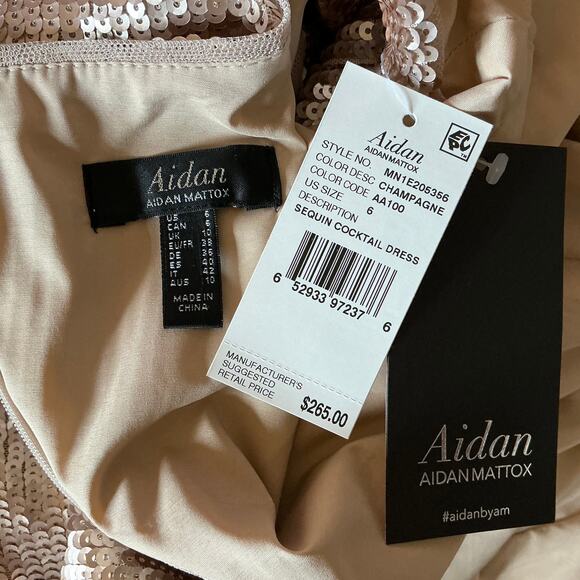 Aidan
AIDAN MATTOX
US 6
CAN 6
UK 10
EU/FR 38
DE 36
ES 42
IT 42
AUS 10
MADE IN
CHINA
Aidan
AIDAN MATTOX
STYLE NO. MN1E205356
COLOR DESC CHAMPAGNE
COLOR CODE AA100
US SIZE 6
DESCRIPTION
SEQUIN COCKTAIL DRESS
6 52933 97237 6
MANUFACTURER'S
SUGGESTED
RETAIL PRICE
$265.00
Aidan
AIDAN MATTOX
#aidanbyam